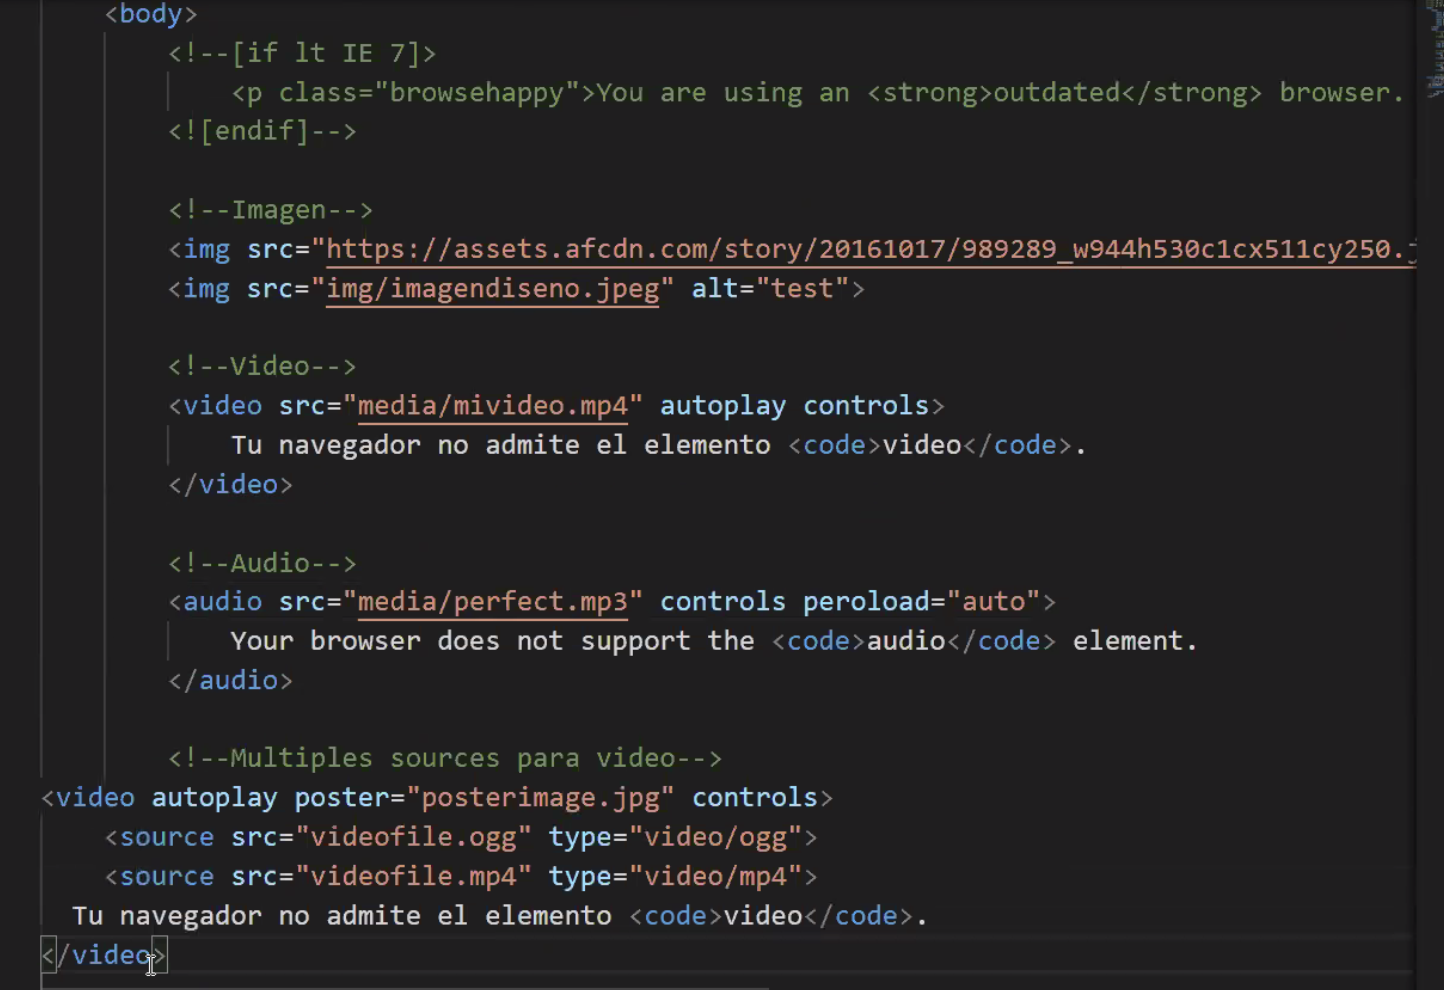 <body>
<!--[if lt IE 7]>
<p class="browsehappy">You are using an <strong>outdated</strong> browser.
<![endif]-->
<!--Imagen-->
<img src="https://assets.afcdn.com/story/20161017/989289_w944h530c1cx511cy250.j
<img src="img/imagendiseno.jpeg" alt="test">
<!--Video-->
<video src="media/mivideo.mp4" autoplay controls>
Tu navegador no admite el elemento <code>video</code>.
</video>
<!--Audio-->
<audio src="media/perfect.mp3" controls peroload="auto">
Your browser does not support the <code>audio</code> element.
</audio>
<!--Multiples sources para video-->
<video autoplay poster="posterimage.jpg" controls>
<source src="videofile.ogg" type="video/ogg">
<source src="videofile.mp4" type="video/mp4">
Tu navegador no admite el elemento <code>video</code>.
</video>